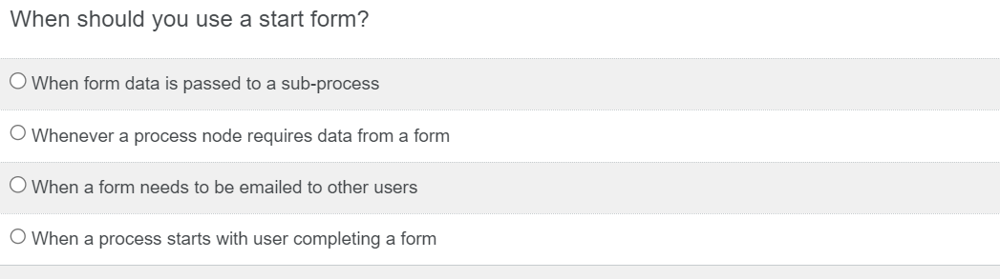 When should you use a start form?
When form data is passed to a sub-process
Whenever a process node requires data from a form
When a form needs to be emailed to other users
When a process starts with user completing a form